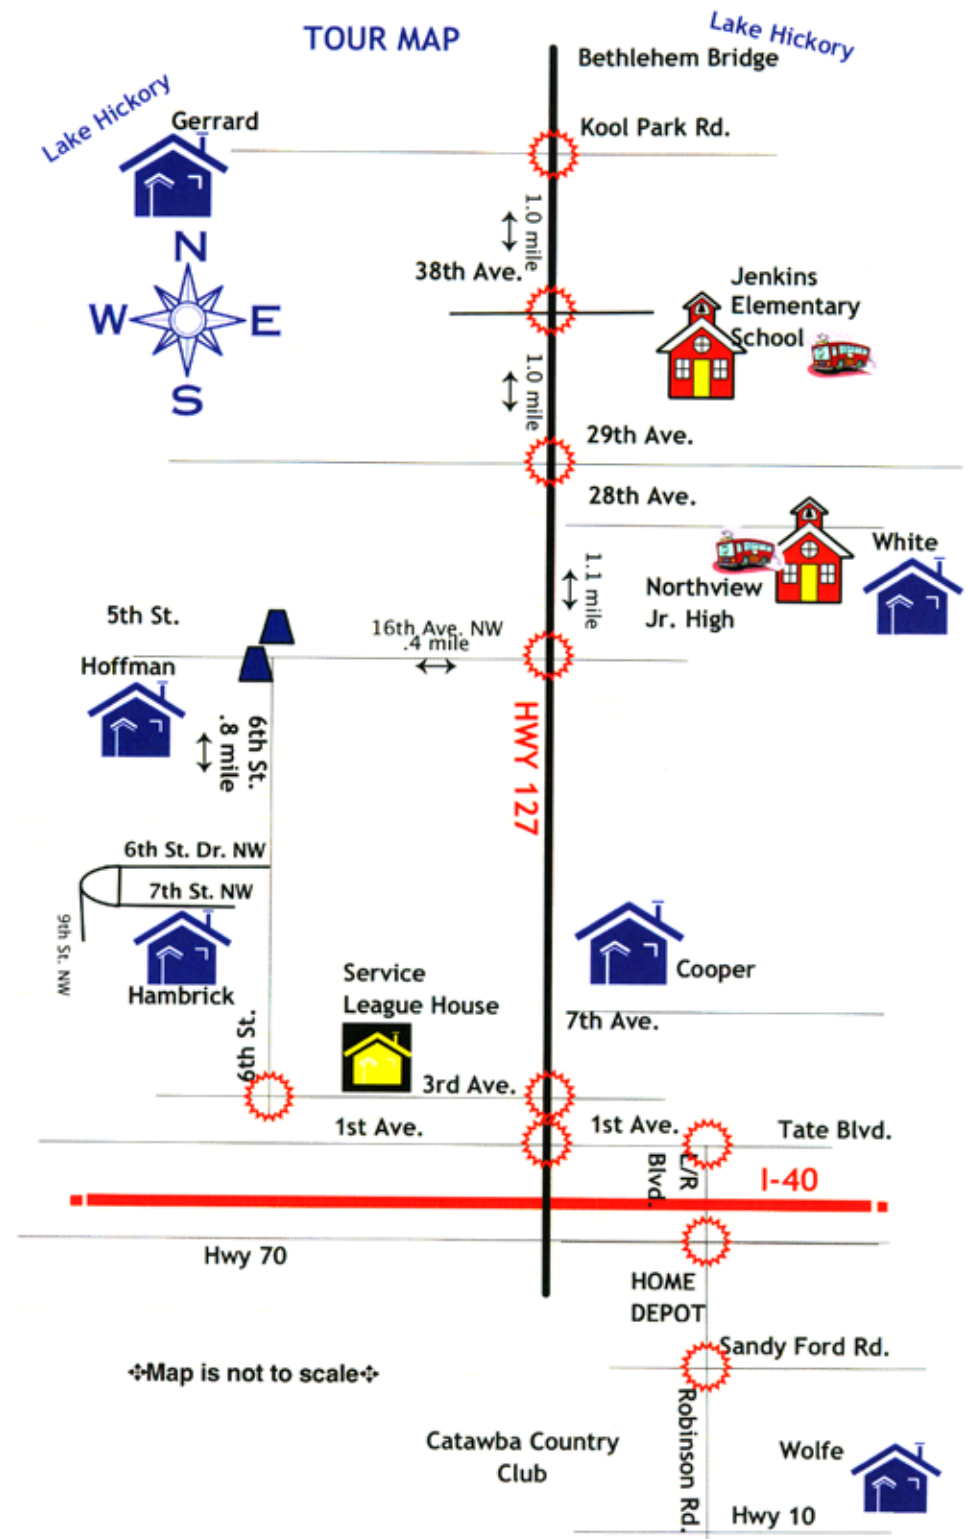 TOUR MAP
Lake Hickory
Bethlehem Bridge
Lake Hickory
Gerrard
Kool Park Rd.
1.0 mile
38th Ave.
N
W E
S
Jenkins
Elementary
School
1.0 mile
29th Ave.
28th Ave.
White
1.1 mile
Northview
Jr. High
5th St.
16th Ave. NW
.4 mile
Hoffman
6th St.
.8 mile
HWY 127
6th St. Dr. NW
7th St. NW
9th St. NW
Hambrick
Cooper
Service
League House
7th Ave.
6th St.
3rd Ave.
1st Ave.
1st Ave.
Tate Blvd.
L/R
Blvd.
I-40
Hwy 70
HOME
DEPOT
Sandy Ford Rd.
✣Map is not to scale✣
Robinson Rd.
Catawba Country
Club
Wolfe
Hwy 10